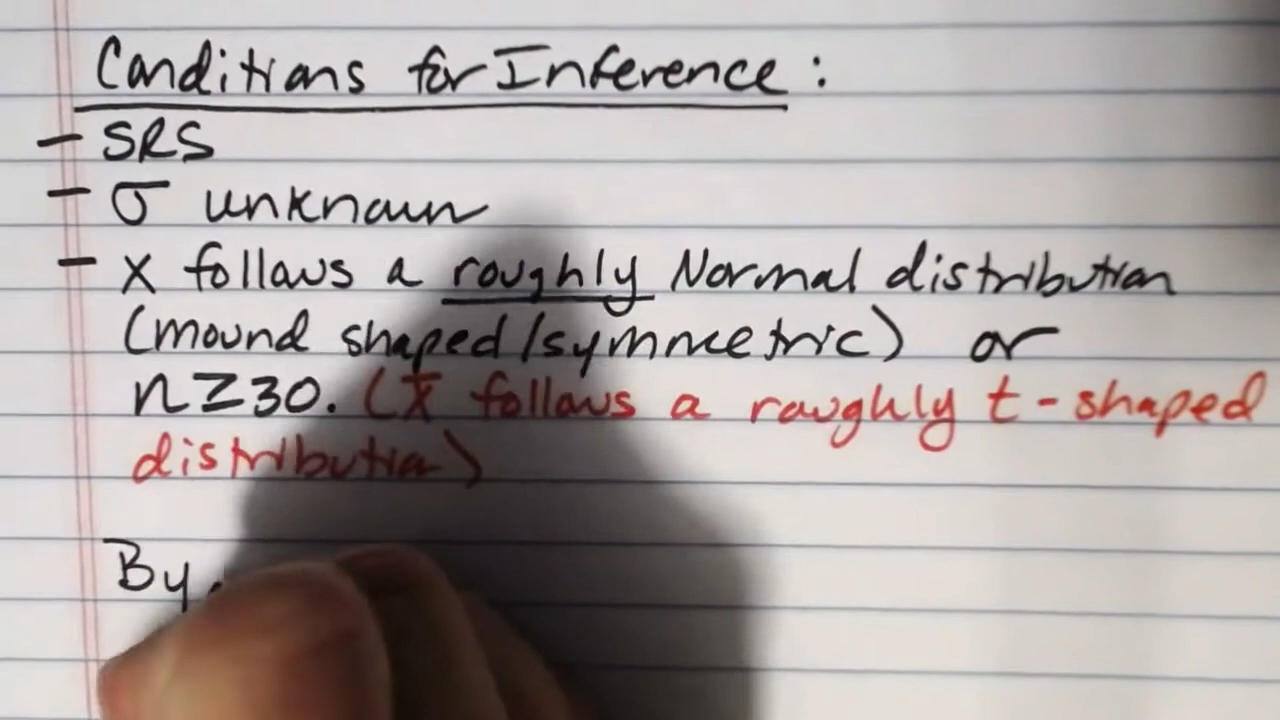 Conditions for Inference:
- SRS
- σ unknown
- x follows a roughly Normal distribution
(mound shaped/symmetric) or
n≥30. (x̄ follows a roughly t-shaped
distribution)
By